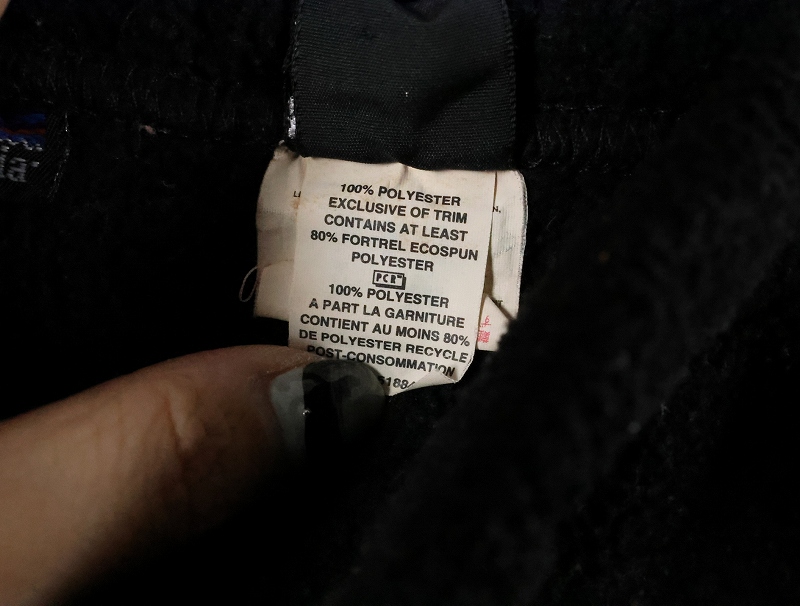 100% POLYESTER
EXCLUSIVE OF TRIM
CONTAINS AT LEAST
80% FORTREL ECOSPUN
POLYESTER
PCR
100% POLYESTER
A PART LA GARNITURE
CONTIENT AU MOINS 80%
DE POLYESTER RECYCLE
POST-CONSOMMATION